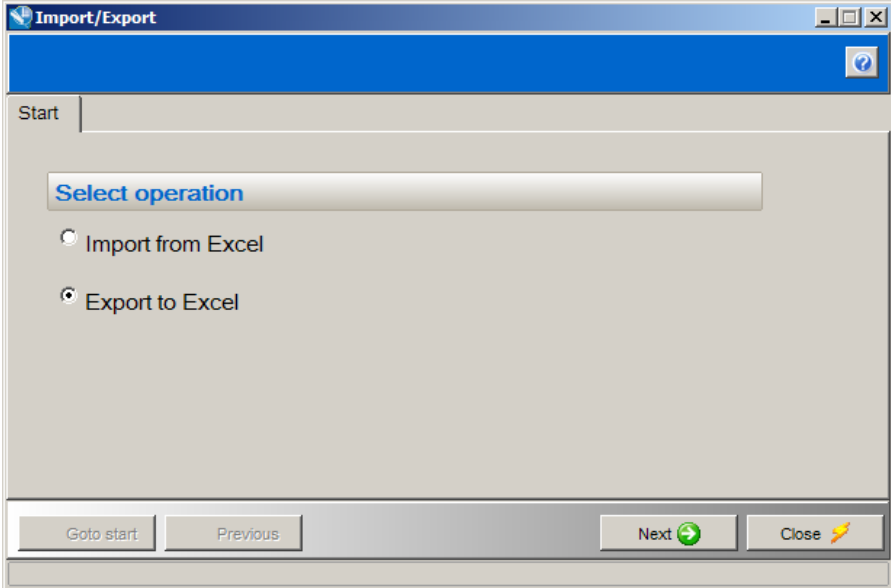 Import/Export
Start
Select operation
Import from Excel
Export to Excel
Goto start Previous Next Close